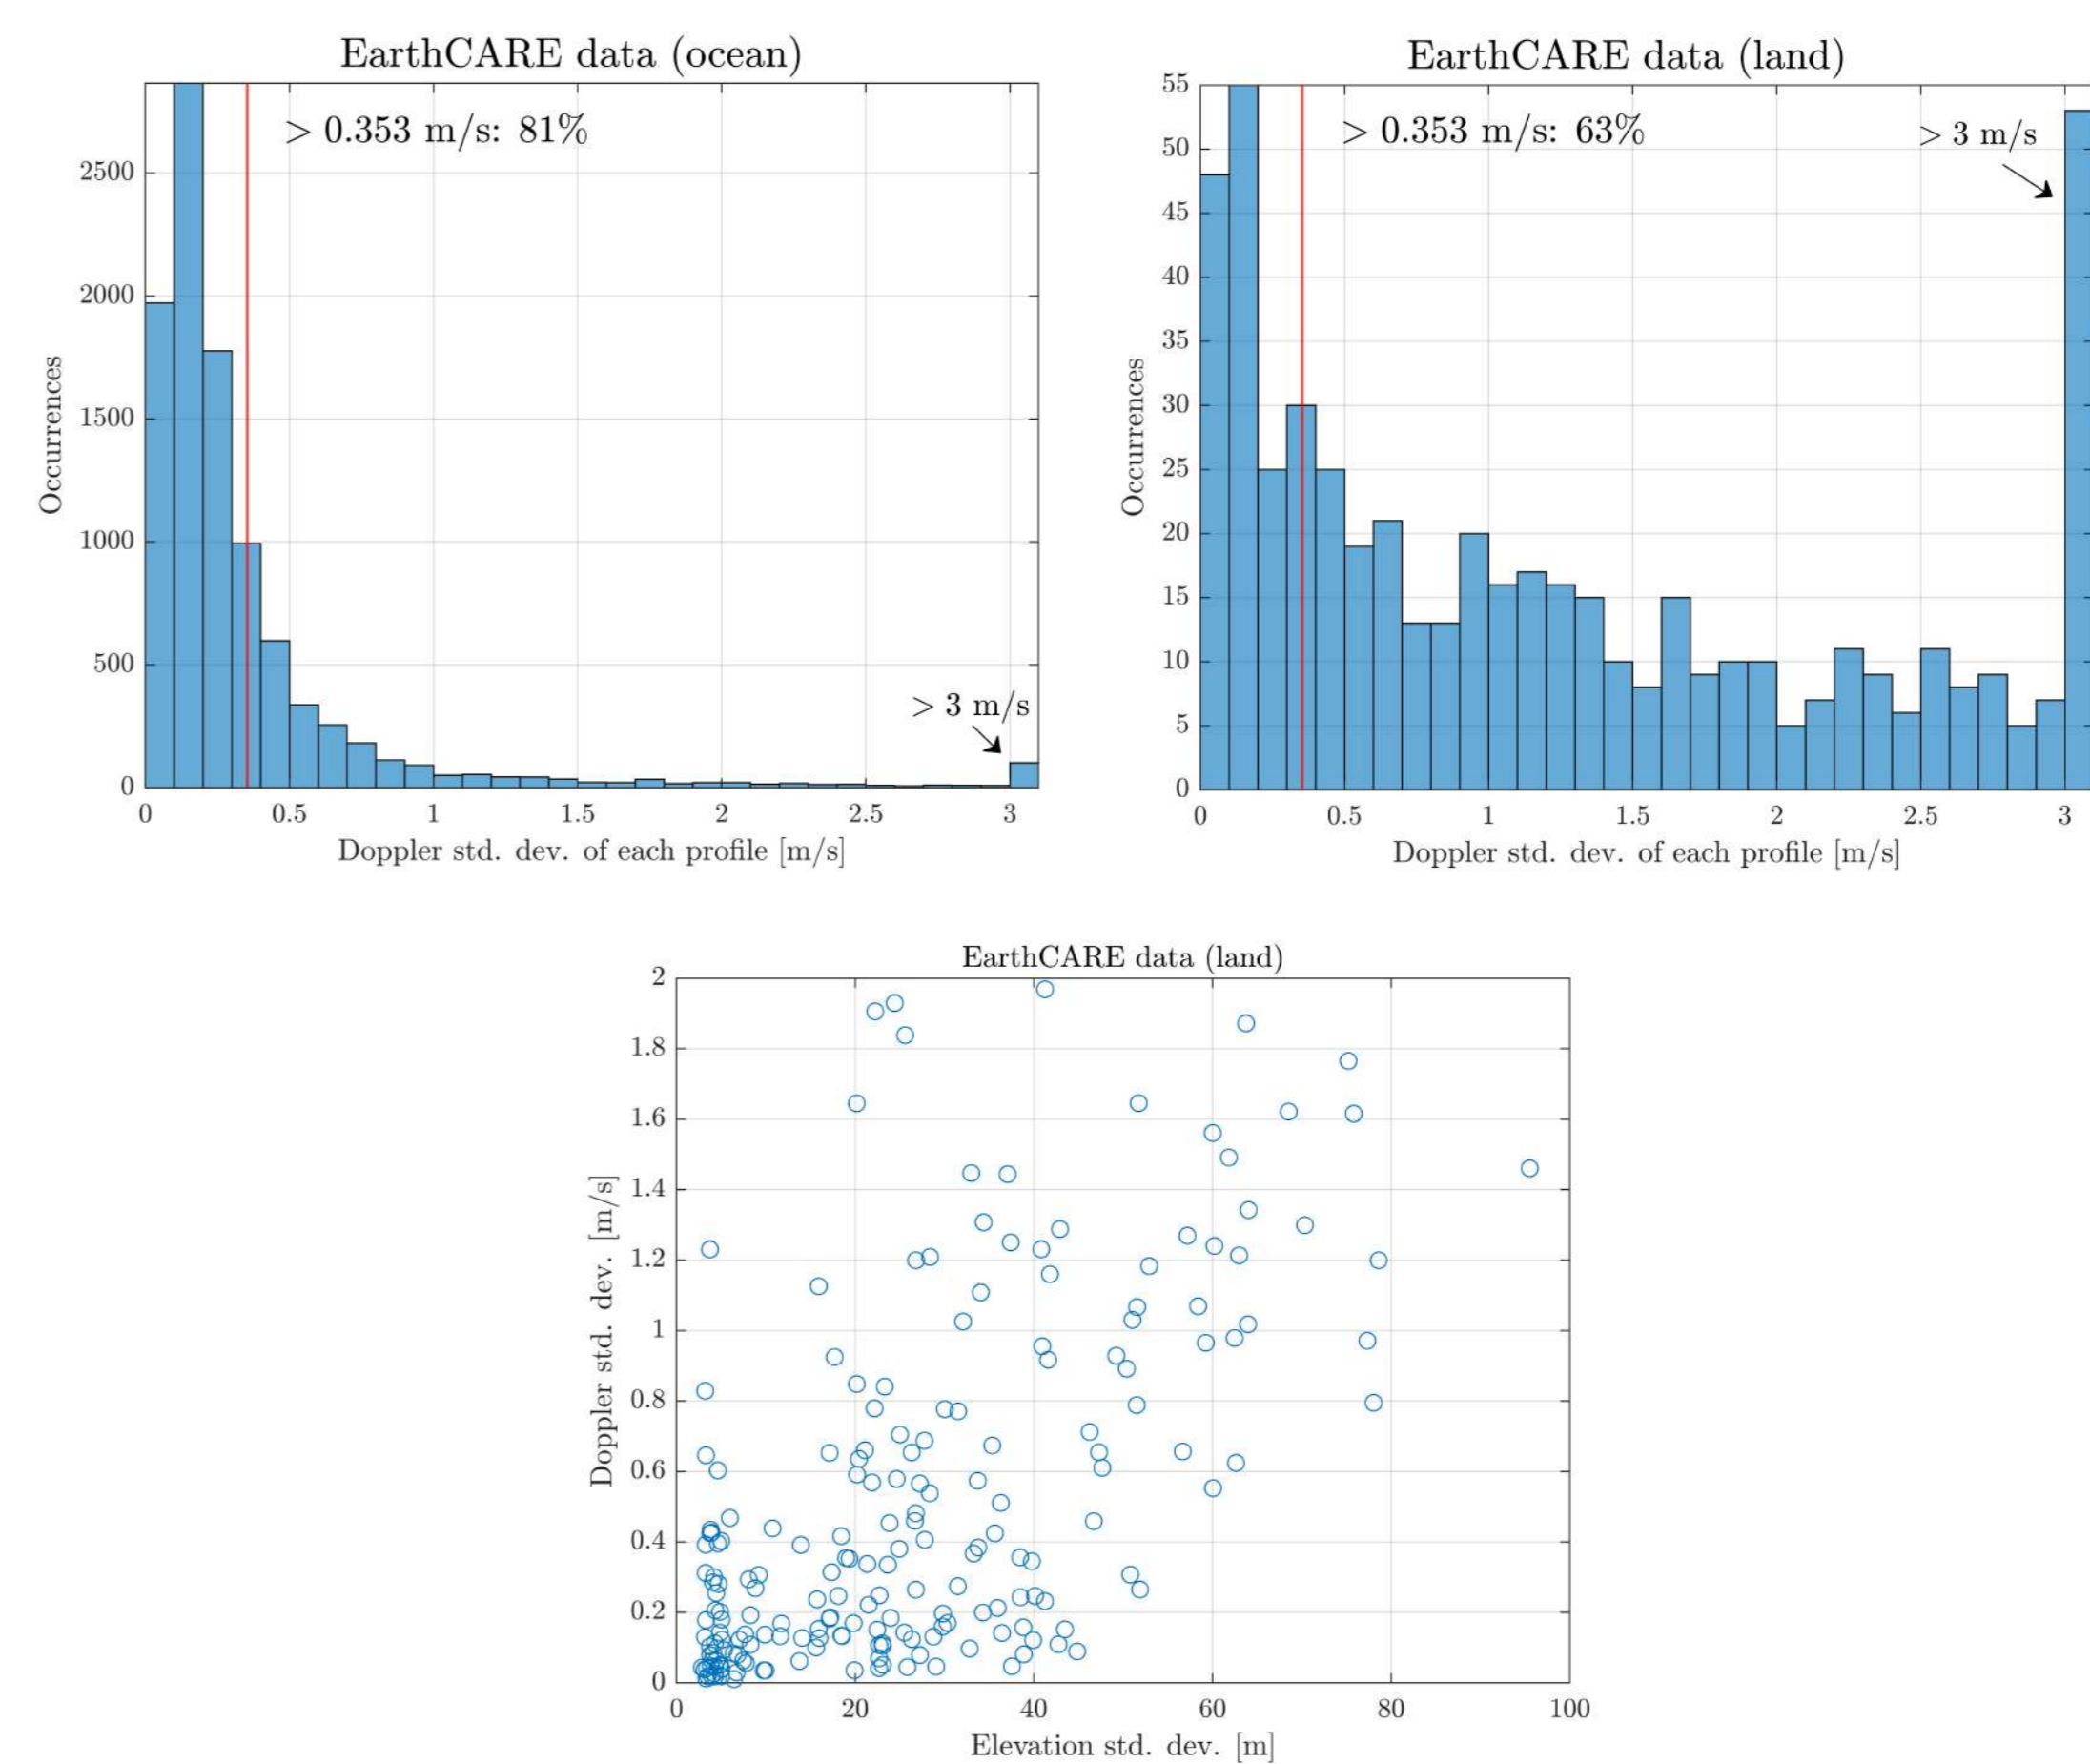 EarthCARE data (ocean)
> 0.353 m/s: 81%
> 3 m/s
Occurrences
2500
2000
1500
1000
500
0
0 0.5 1 1.5 2 2.5 3
Doppler std. dev. of each profile [m/s]
EarthCARE data (land)
> 0.353 m/s: 63%
> 3 m/s
Occurrences
55
50
45
40
35
30
25
20
15
10
5
0
0 0.5 1 1.5 2 2.5 3
Doppler std. dev. of each profile [m/s]
EarthCARE data (land)
Doppler std. dev. [m/s]
2
1.8
1.6
1.4
1.2
1
0.8
0.6
0.4
0.2
0
0 20 40 60 80 100
Elevation std. dev. [m]